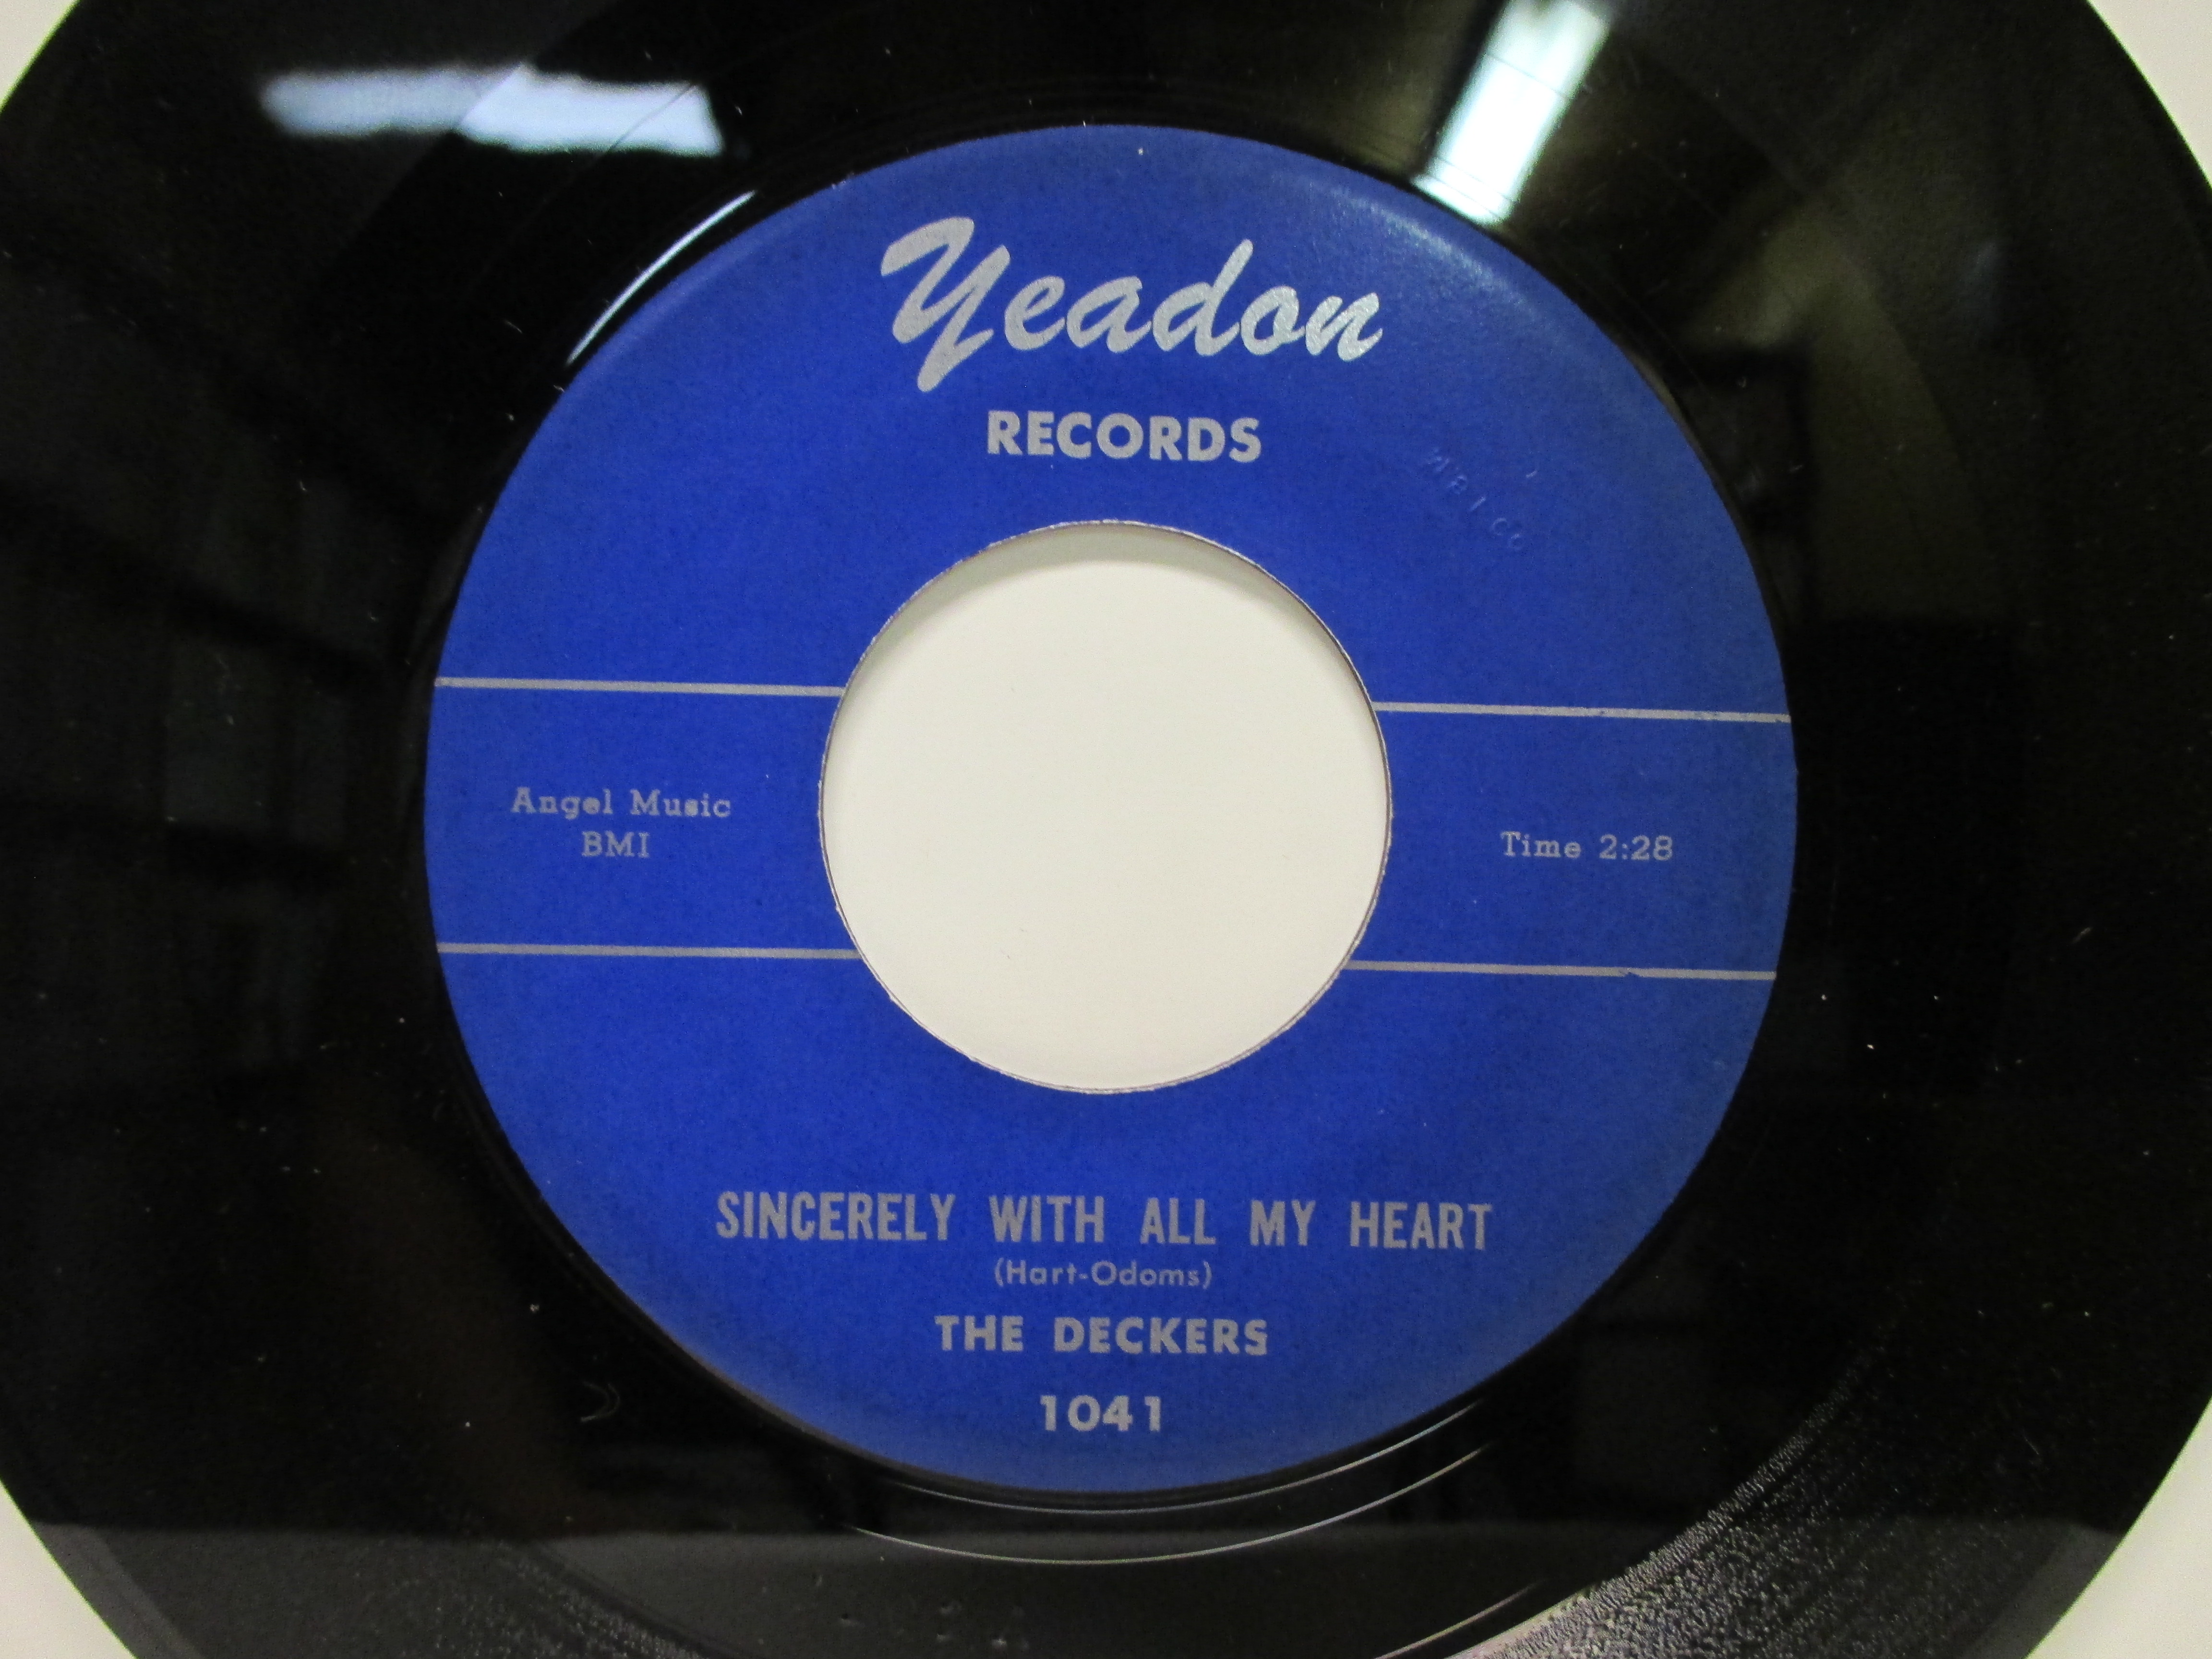 Yeadon
RECORDS
Angel Music
BMI
Time 2:28
SINCERELY WITH ALL MY HEART
(Hart-Odoms)
THE DECKERS
1041